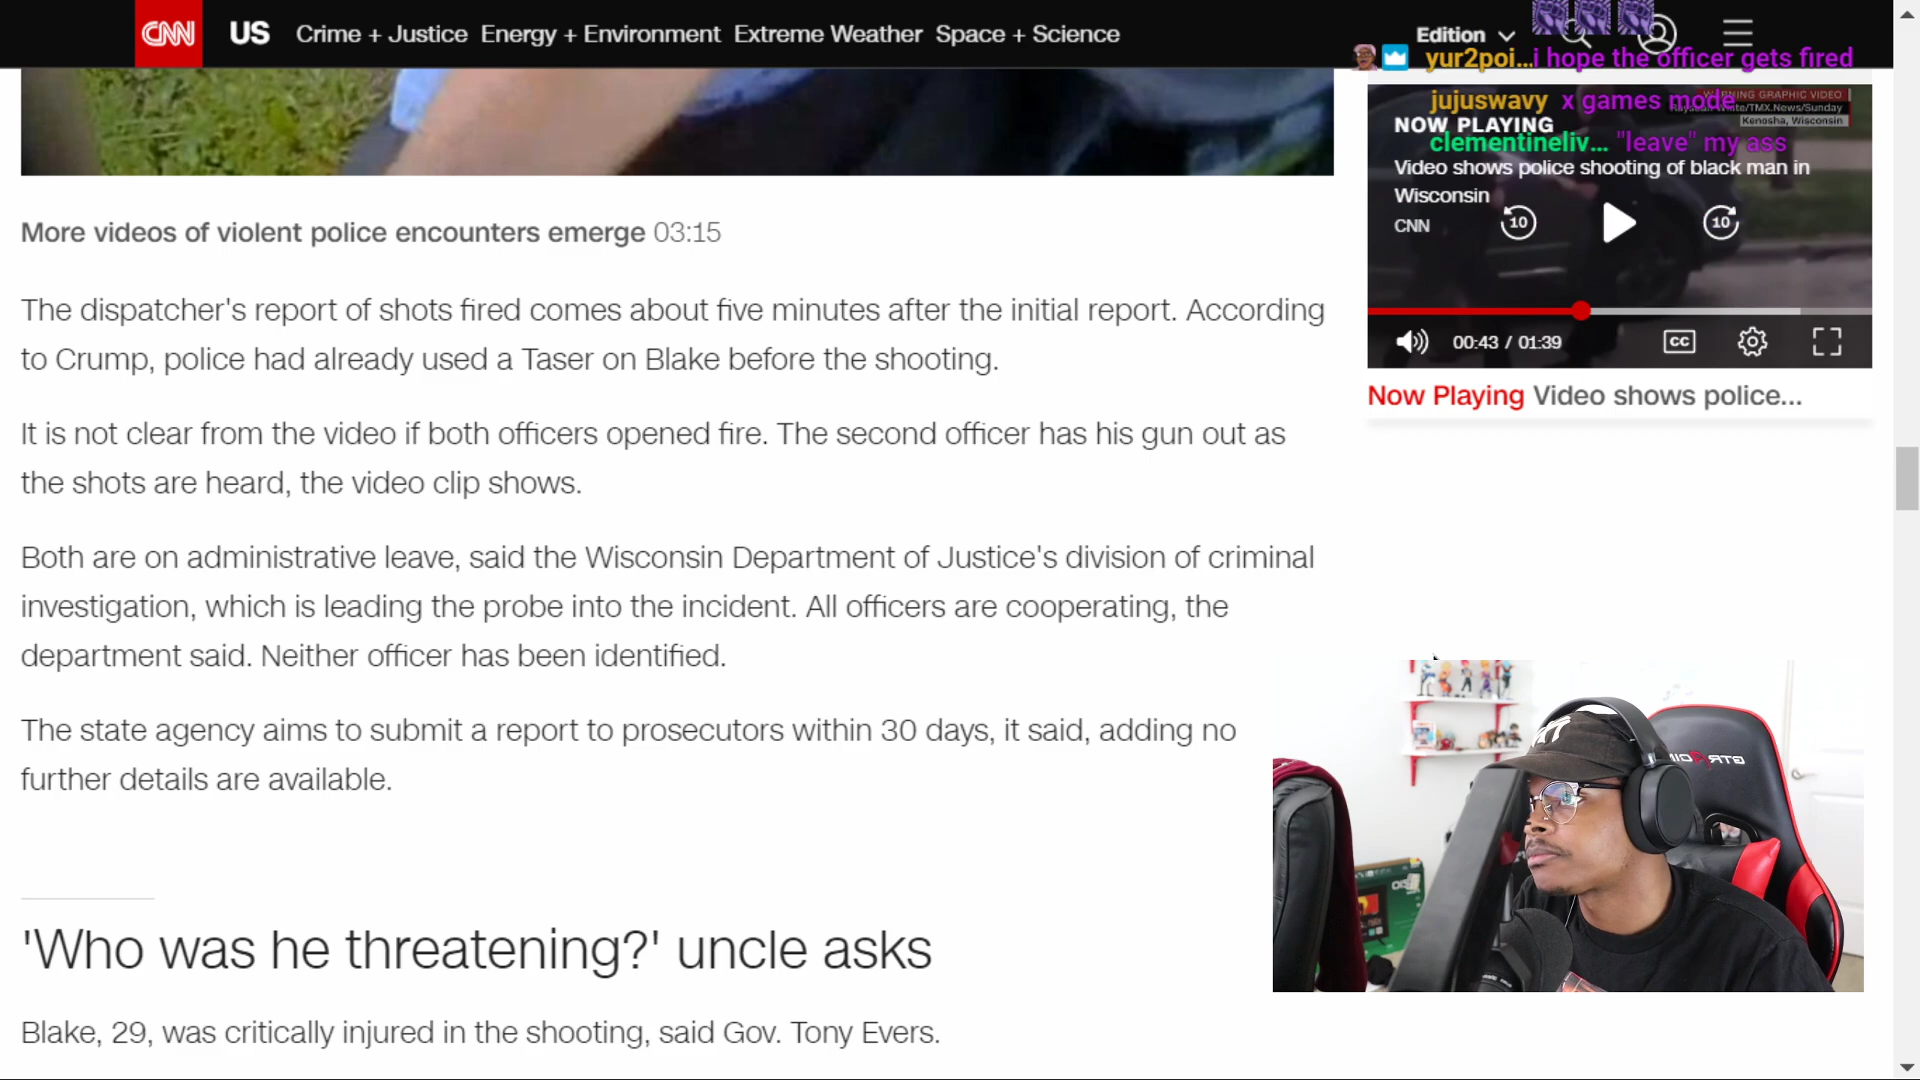 CNN US Crime + Justice Energy + Environment Extreme Weather Space + Science Edition
yur2poi... i hope the officer gets fired
jujuswavy x games mode
clementineliv... "leave" my ass
NOW PLAYING
Video shows police shooting of black man in
Wisconsin
CNN
GRAPHIC VIDEO
TMX.News/Sunday
Kenosha, Wisconsin
10 10
00:43 / 01:39 CC
Now Playing Video shows police...
More videos of violent police encounters emerge 03:15
The dispatcher's report of shots fired comes about five minutes after the initial report. According
to Crump, police had already used a Taser on Blake before the shooting.
It is not clear from the video if both officers opened fire. The second officer has his gun out as
the shots are heard, the video clip shows.
Both are on administrative leave, said the Wisconsin Department of Justice's division of criminal
investigation, which is leading the probe into the incident. All officers are cooperating, the
department said. Neither officer has been identified.
The state agency aims to submit a report to prosecutors within 30 days, it said, adding no
further details are available.
'Who was he threatening?' uncle asks
Blake, 29, was critically injured in the shooting, said Gov. Tony Evers.